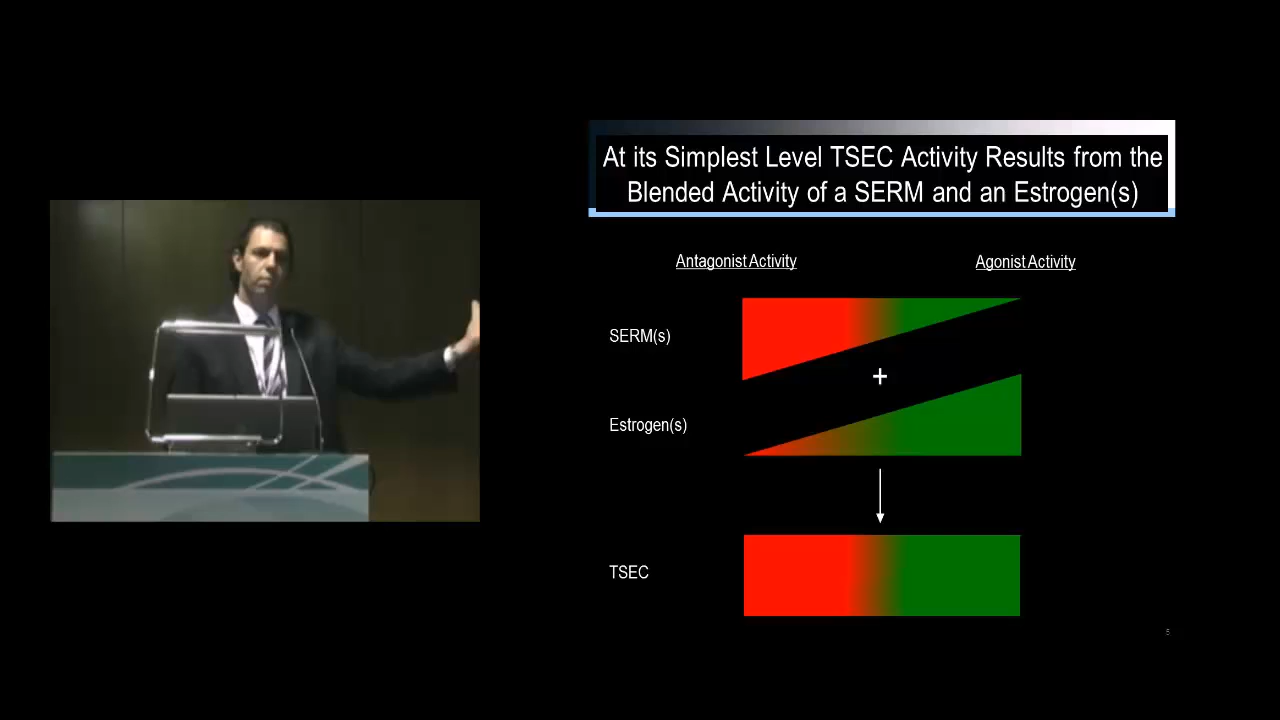 At its Simplest Level TSEC Activity Results from the
Blended Activity of a SERM and an Estrogen(s)
Antagonist Activity
Agonist Activity
SERM(s)
+
Estrogen(s)
TSEC
5